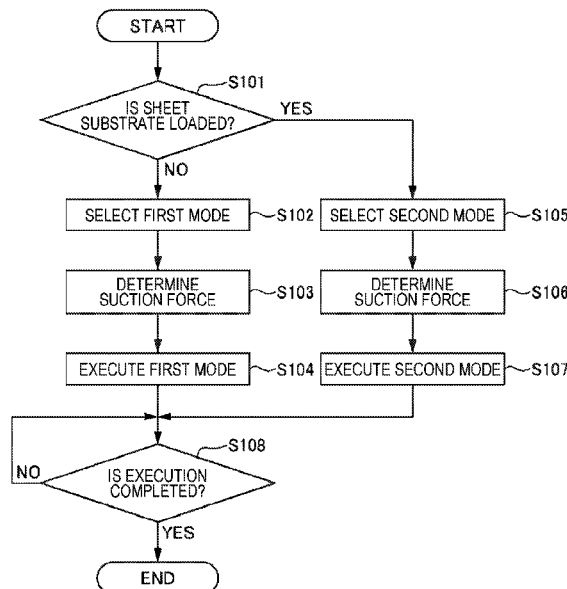 START
S101
IS SHEET
SUBSTRATE LOADED?
YES
NO
SELECT FIRST MODE
S102
SELECT SECOND MODE
S105
DETERMINE
SUCTION FORCE
S103
DETERMINE
SUCTION FORCE
S106
EXECUTE FIRST MODE
S104
EXECUTE SECOND MODE
S107
S108
NO
IS EXECUTION
COMPLETED?
YES
END